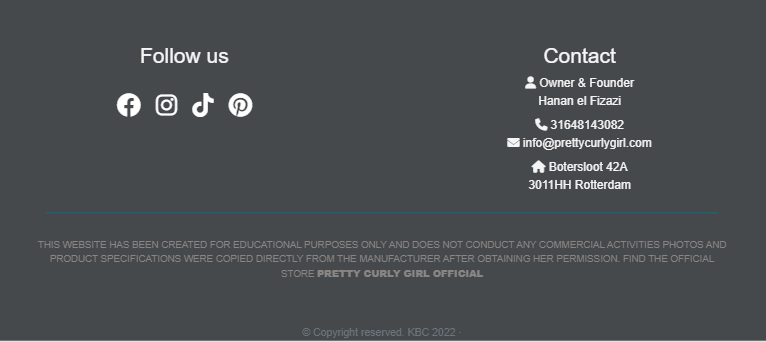 Follow us
Contact
Owner & Founder
Hanan el Fizazi
31648143082
info@prettycurlygirl.com
Botersloot 42A
3011HH Rotterdam
THIS WEBSITE HAS BEEN CREATED FOR EDUCATIONAL PURPOSES ONLY AND DOES NOT CONDUCT ANY COMMERCIAL ACTIVITIES PHOTOS AND
PRODUCT SPECIFICATIONS WERE COPIED DIRECTLY FROM THE MANUFACTURER AFTER OBTAINING HER PERMISSION. FIND THE OFFICIAL
STORE PRETTY CURLY GIRL OFFICIAL
© Copyright reserved. KBC 2022 -